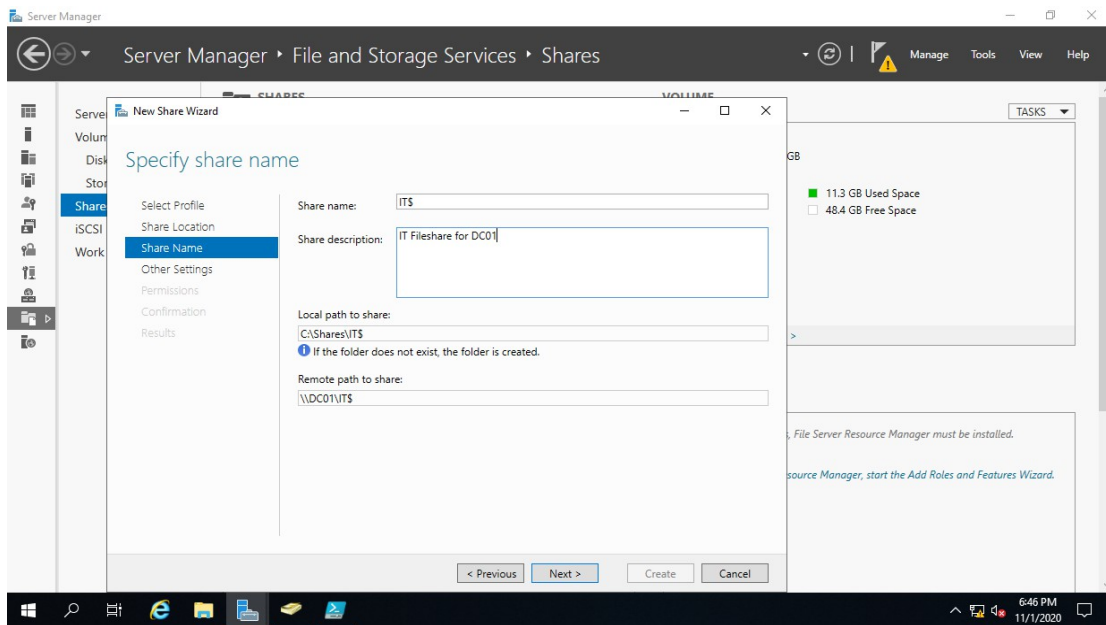 Server Manager
Server Manager • File and Storage Services • Shares
Manage Tools View Help
SHARES
VOLUME
TASKS
New Share Wizard
Specify share name
GB
11.3 GB Used Space
48.4 GB Free Space
Share
iSCSI
Work
Select Profile
Share Location
Share Name
Other Settings
Permissions
Confirmation
Results
Share name:
IT$
Share description:
IT Fileshare for DC01
Local path to share:
C:\Shares\IT$
If the folder does not exist, the folder is created.
Remote path to share:
\\DC01\IT$
>
, File Server Resource Manager must be installed.
source Manager, start the Add Roles and Features Wizard.
< Previous
Next >
Create
Cancel
6:46 PM
11/1/2020